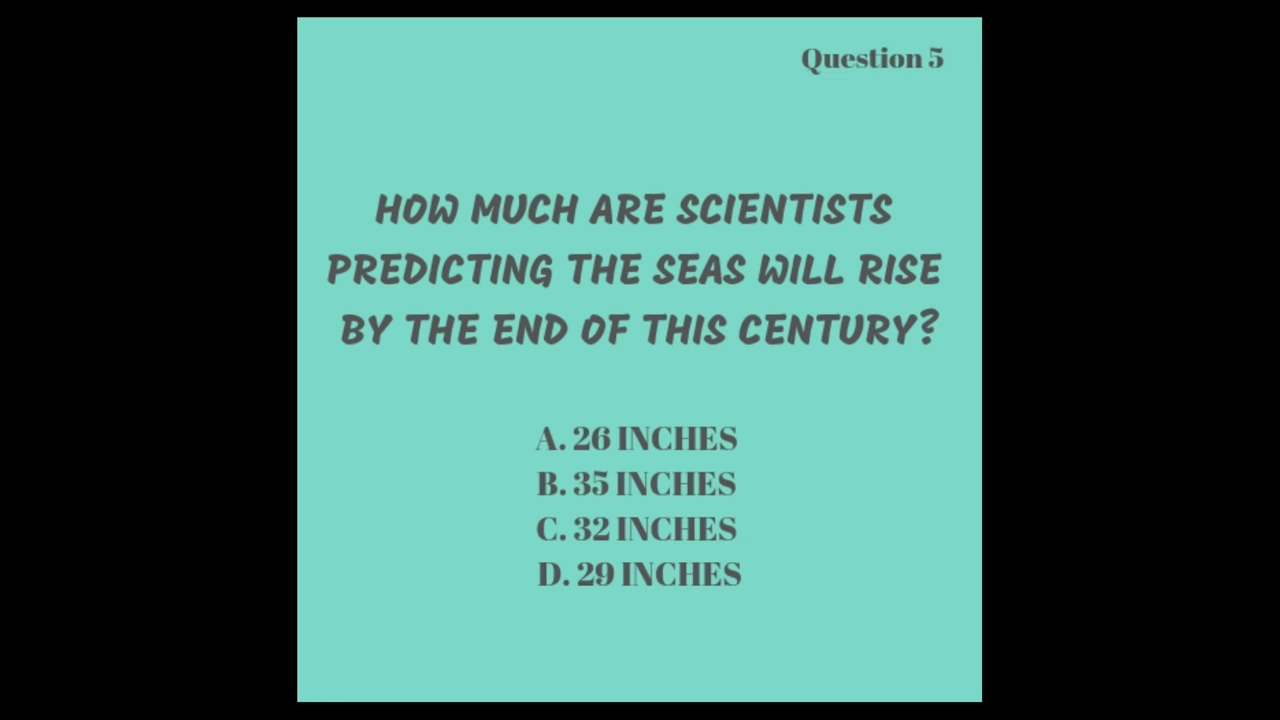 Question 5
HOW MUCH ARE SCIENTISTS
PREDICTING THE SEAS WILL RISE
BY THE END OF THIS CENTURY?
A. 26 INCHES
B. 35 INCHES
C. 32 INCHES
D. 29 INCHES